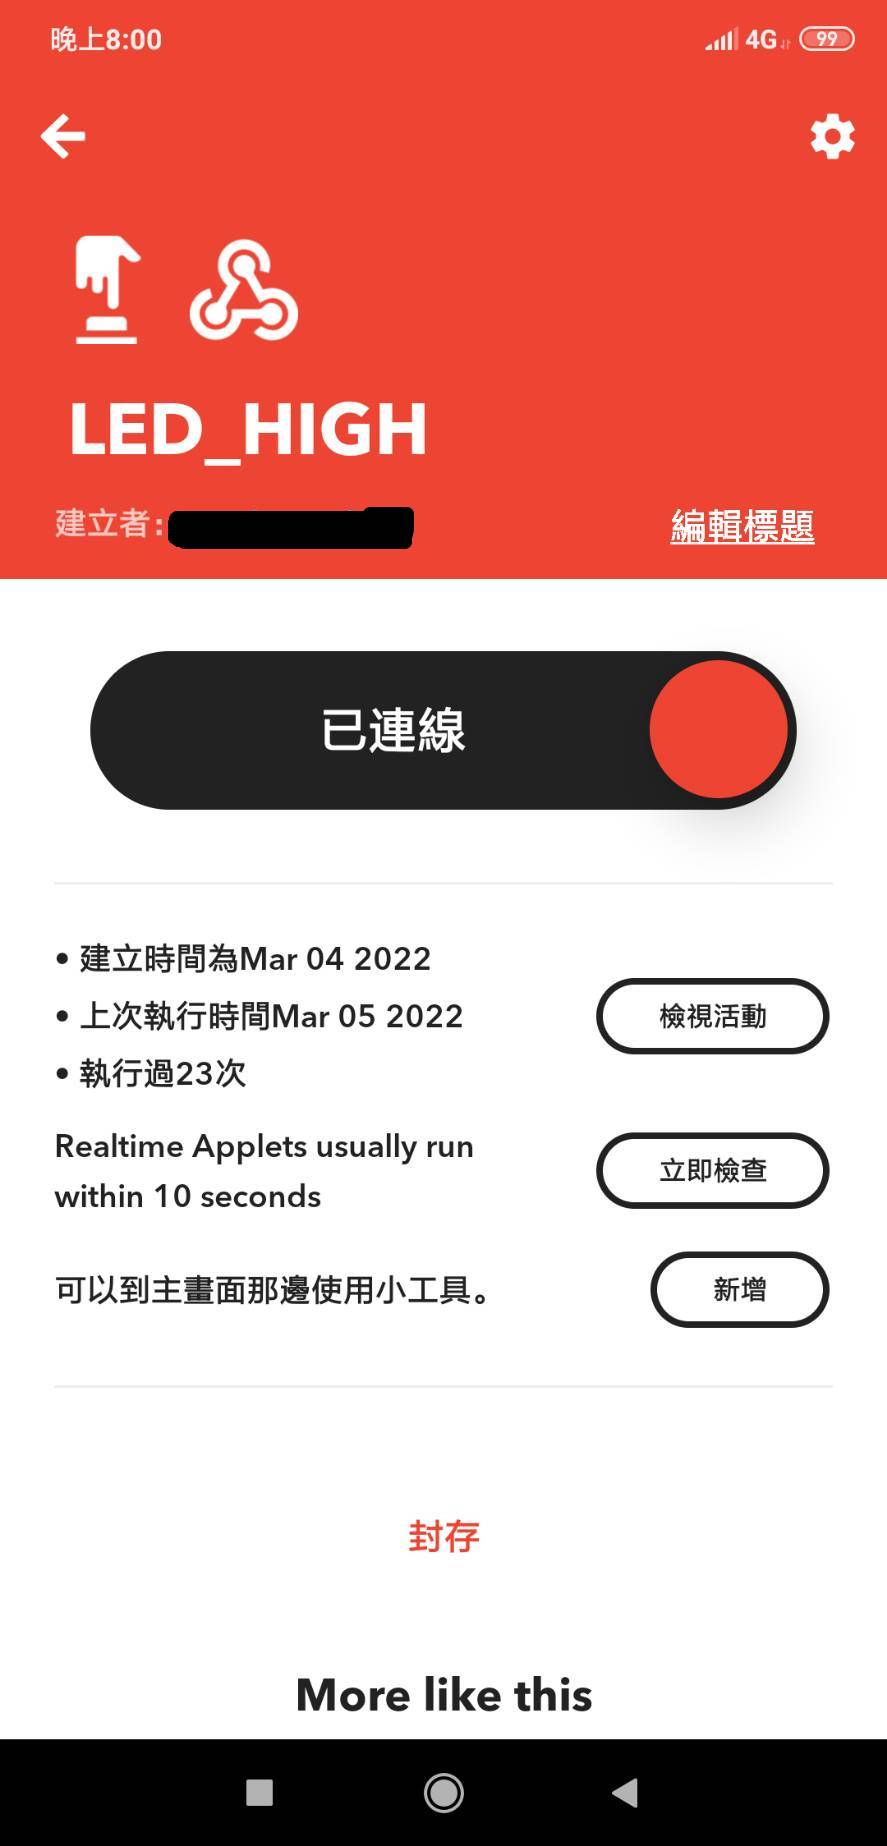 晚上8:00
4G
99
LED_HIGH
建立者:
編輯標題
已連線
• 建立時間為Mar 04 2022
• 上次執行時間Mar 05 2022
• 執行過23次
檢視活動
Realtime Applets usually run
within 10 seconds
立即檢查
可以到主畫面那邊使用小工具。
新增
封存
More like this